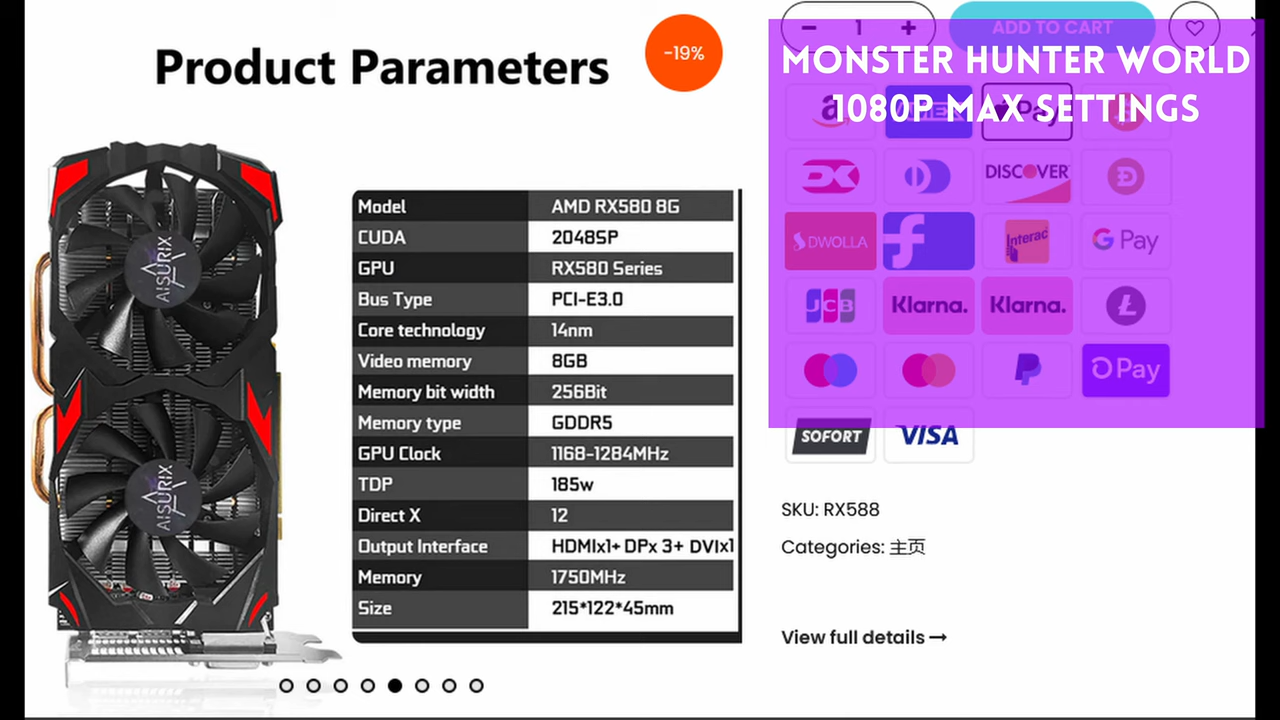 Product Parameters
-19%
AISURIX
AISURIX
Model AMD RX580 8G
CUDA 2048SP
GPU RX580 Series
Bus Type PCI-E3.0
Core technology 14nm
Video memory 8GB
Memory bit width 256Bit
Memory type GDDR5
GPU Clock 1168-1284MHz
TDP 185w
Direct X 12
Output Interface HDMIx1+ DPx 3+ DVIx1
Memory 1750MHz
Size 215*122*45mm
− 1 +
ADD TO CART
MONSTER HUNTER WORLD
1080P MAX SETTINGS
Pay
DISCOVER
DWOLLA
Interac
G Pay
JCB
Klarna.
Klarna.
Pay
SOFORT
VISA
SKU: RX588
Categories: 主页
View full details →